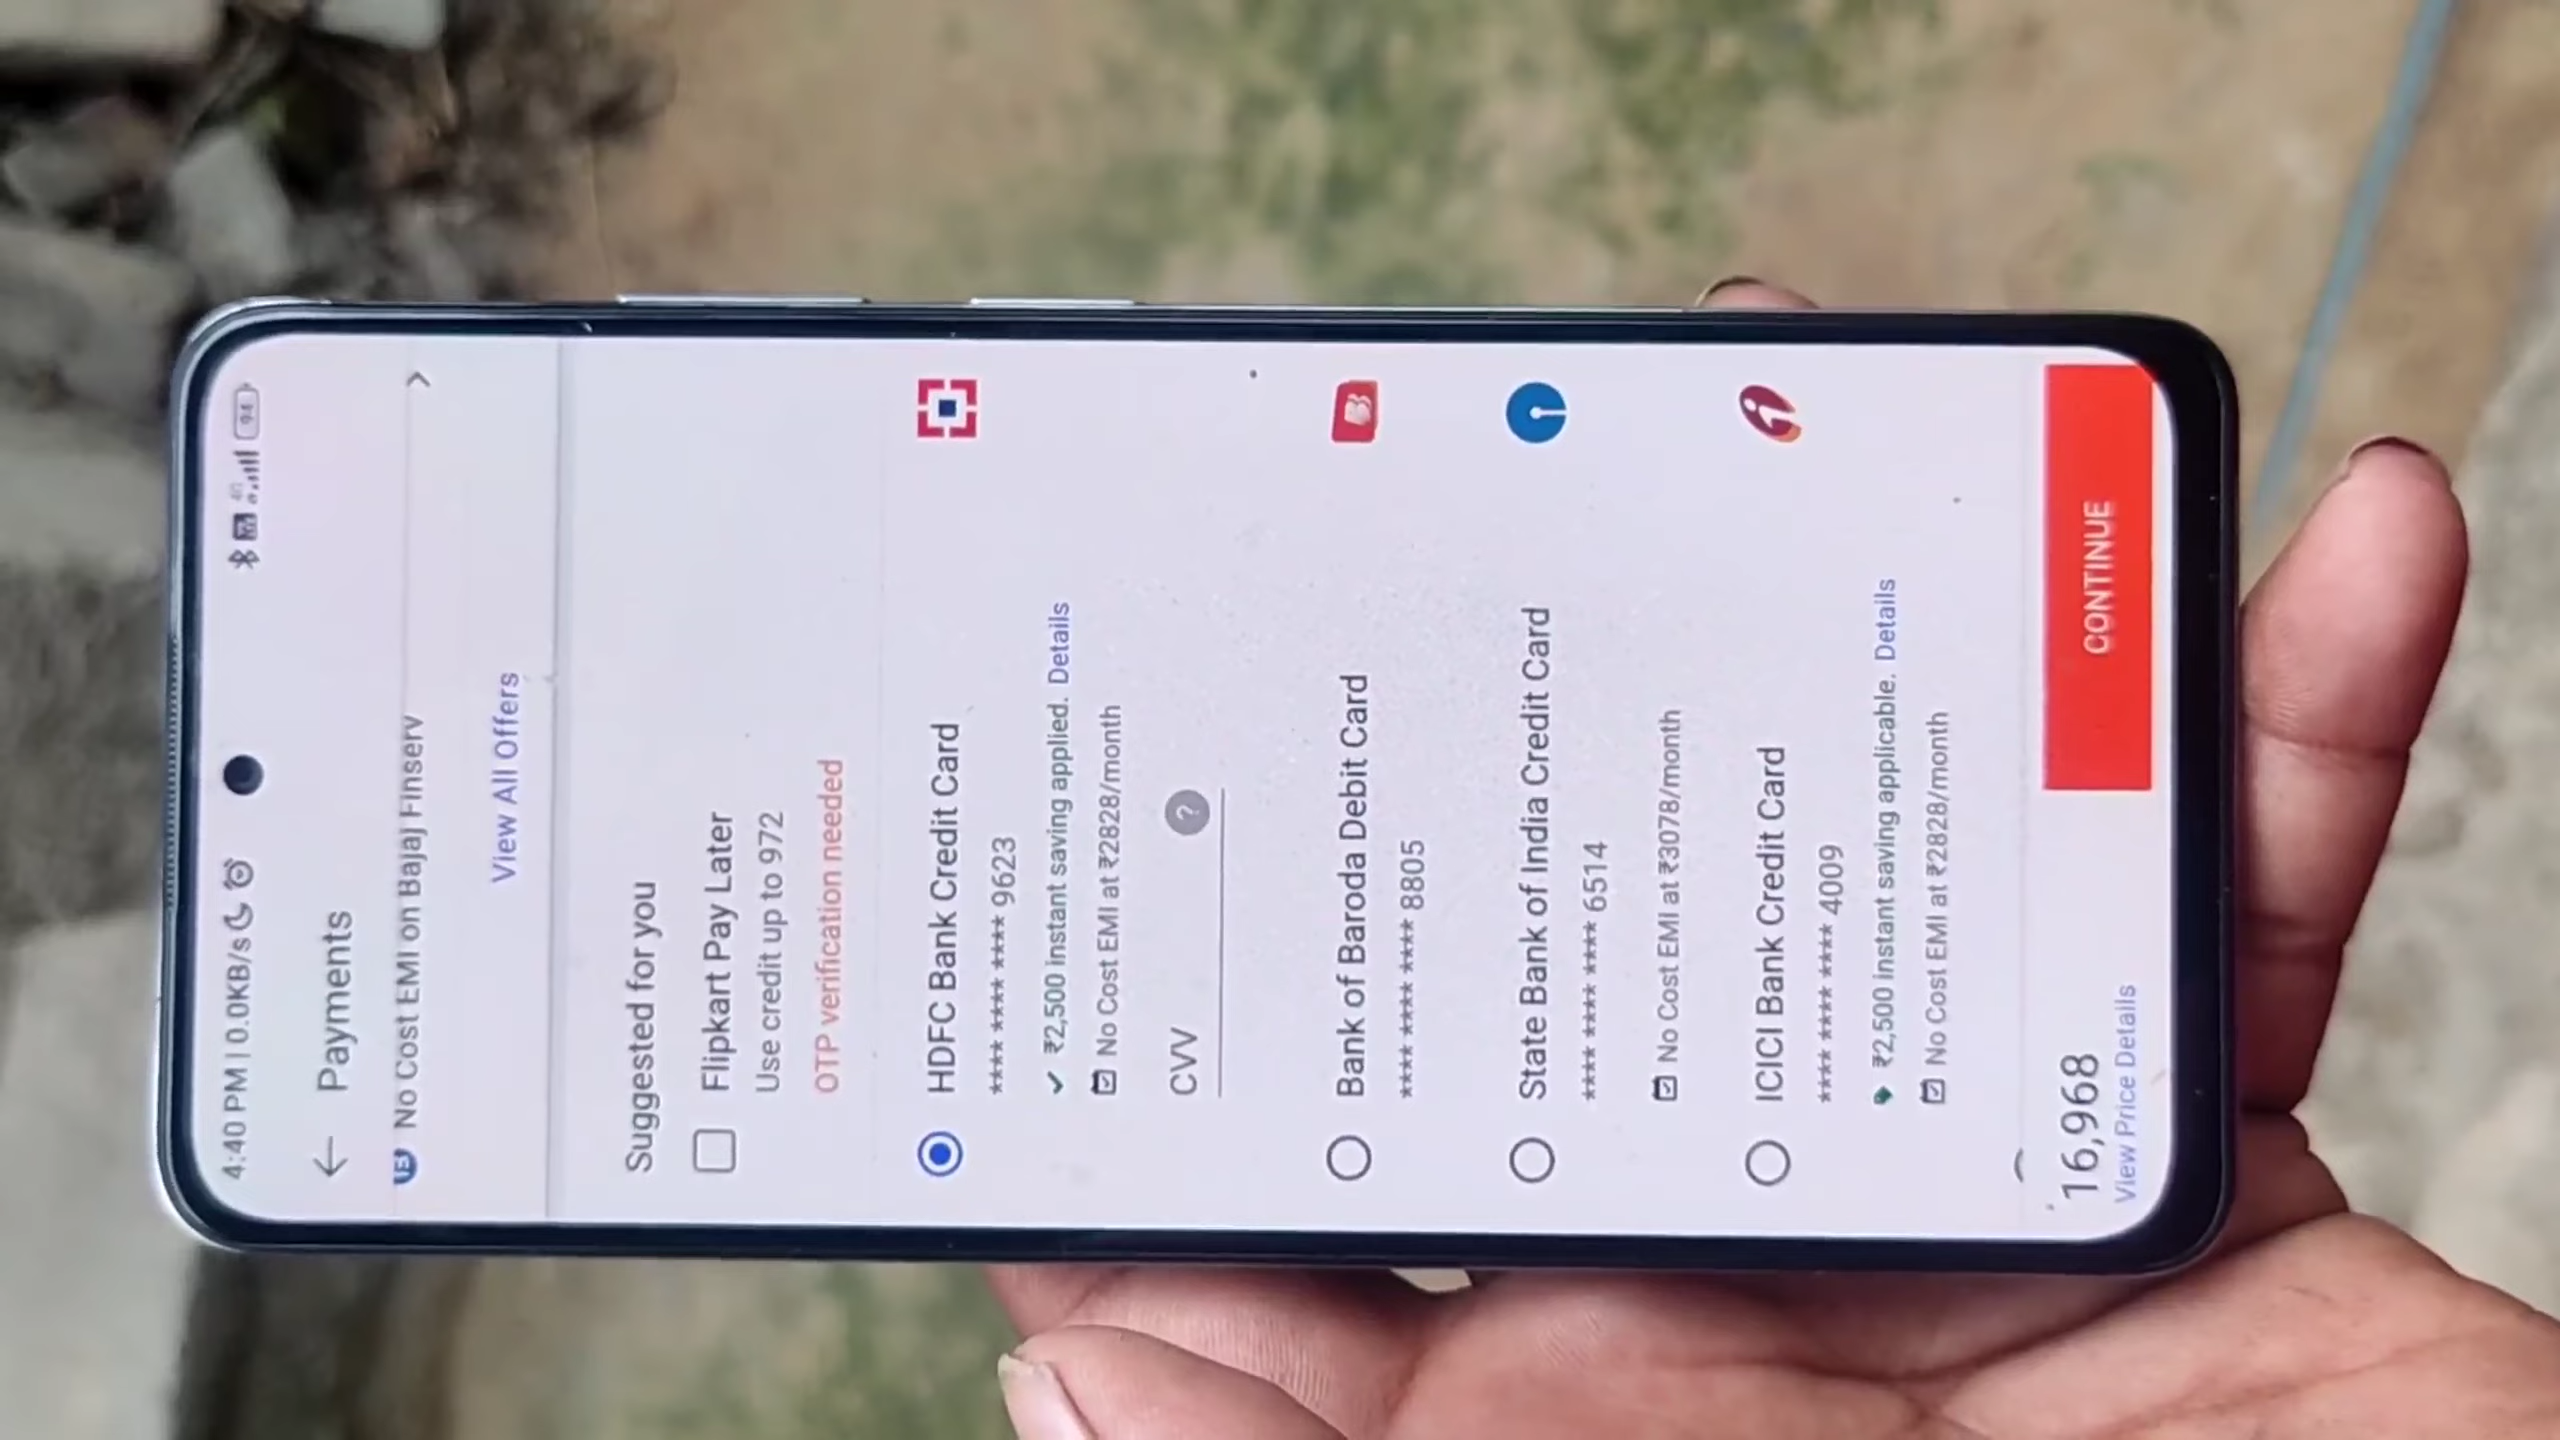 4:40 PM | 0.0KB/s
4G
94
Payments
No Cost EMI on Bajaj Finserv
View All Offers
Suggested for you
Flipkart Pay Later
Use credit up to 972
OTP verification needed
HDFC Bank Credit Card
**** **** **** 9623
₹2,500 instant saving applied. Details
No Cost EMI at ₹2828/month
CVV ?
Bank of Baroda Debit Card
**** **** **** 8805
State Bank of India Credit Card
**** **** **** 6514
No Cost EMI at ₹3078/month
ICICI Bank Credit Card
**** **** **** 4009
₹2,500 instant saving applicable. Details
No Cost EMI at ₹2828/month
16,968
View Price Details
CONTINUE